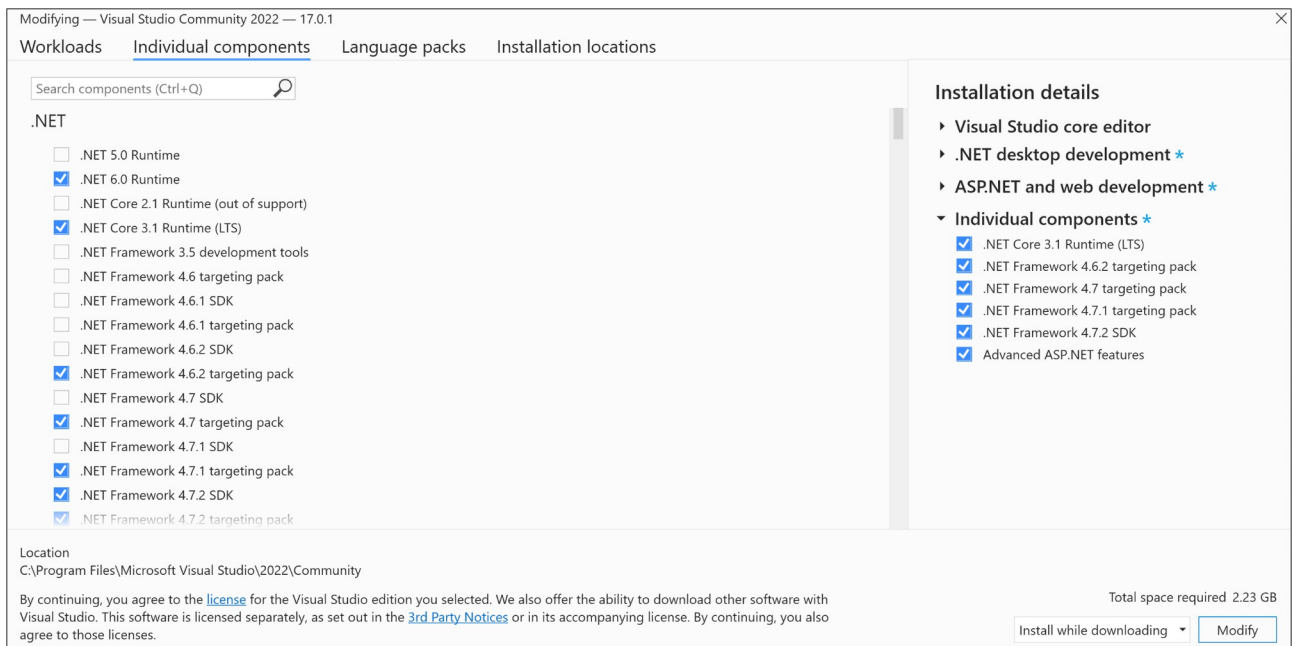 Modifying — Visual Studio Community 2022 — 17.0.1
Workloads Individual components Language packs Installation locations
Search components (Ctrl+Q)
.NET
.NET 5.0 Runtime
.NET 6.0 Runtime
.NET Core 2.1 Runtime (out of support)
.NET Core 3.1 Runtime (LTS)
.NET Framework 3.5 development tools
.NET Framework 4.6 targeting pack
.NET Framework 4.6.1 SDK
.NET Framework 4.6.1 targeting pack
.NET Framework 4.6.2 SDK
.NET Framework 4.6.2 targeting pack
.NET Framework 4.7 SDK
.NET Framework 4.7 targeting pack
.NET Framework 4.7.1 SDK
.NET Framework 4.7.1 targeting pack
.NET Framework 4.7.2 SDK
.NET Framework 4.7.2 targeting pack
Installation details
Visual Studio core editor
.NET desktop development *
ASP.NET and web development *
Individual components *
.NET Core 3.1 Runtime (LTS)
.NET Framework 4.6.2 targeting pack
.NET Framework 4.7 targeting pack
.NET Framework 4.7.1 targeting pack
.NET Framework 4.7.2 SDK
Advanced ASP.NET features
Location
C:\Program Files\Microsoft Visual Studio\2022\Community
By continuing, you agree to the license for the Visual Studio edition you selected. We also offer the ability to download other software with
Visual Studio. This software is licensed separately, as set out in the 3rd Party Notices or in its accompanying license. By continuing, you also
agree to those licenses.
Total space required 2.23 GB
Install while downloading Modify